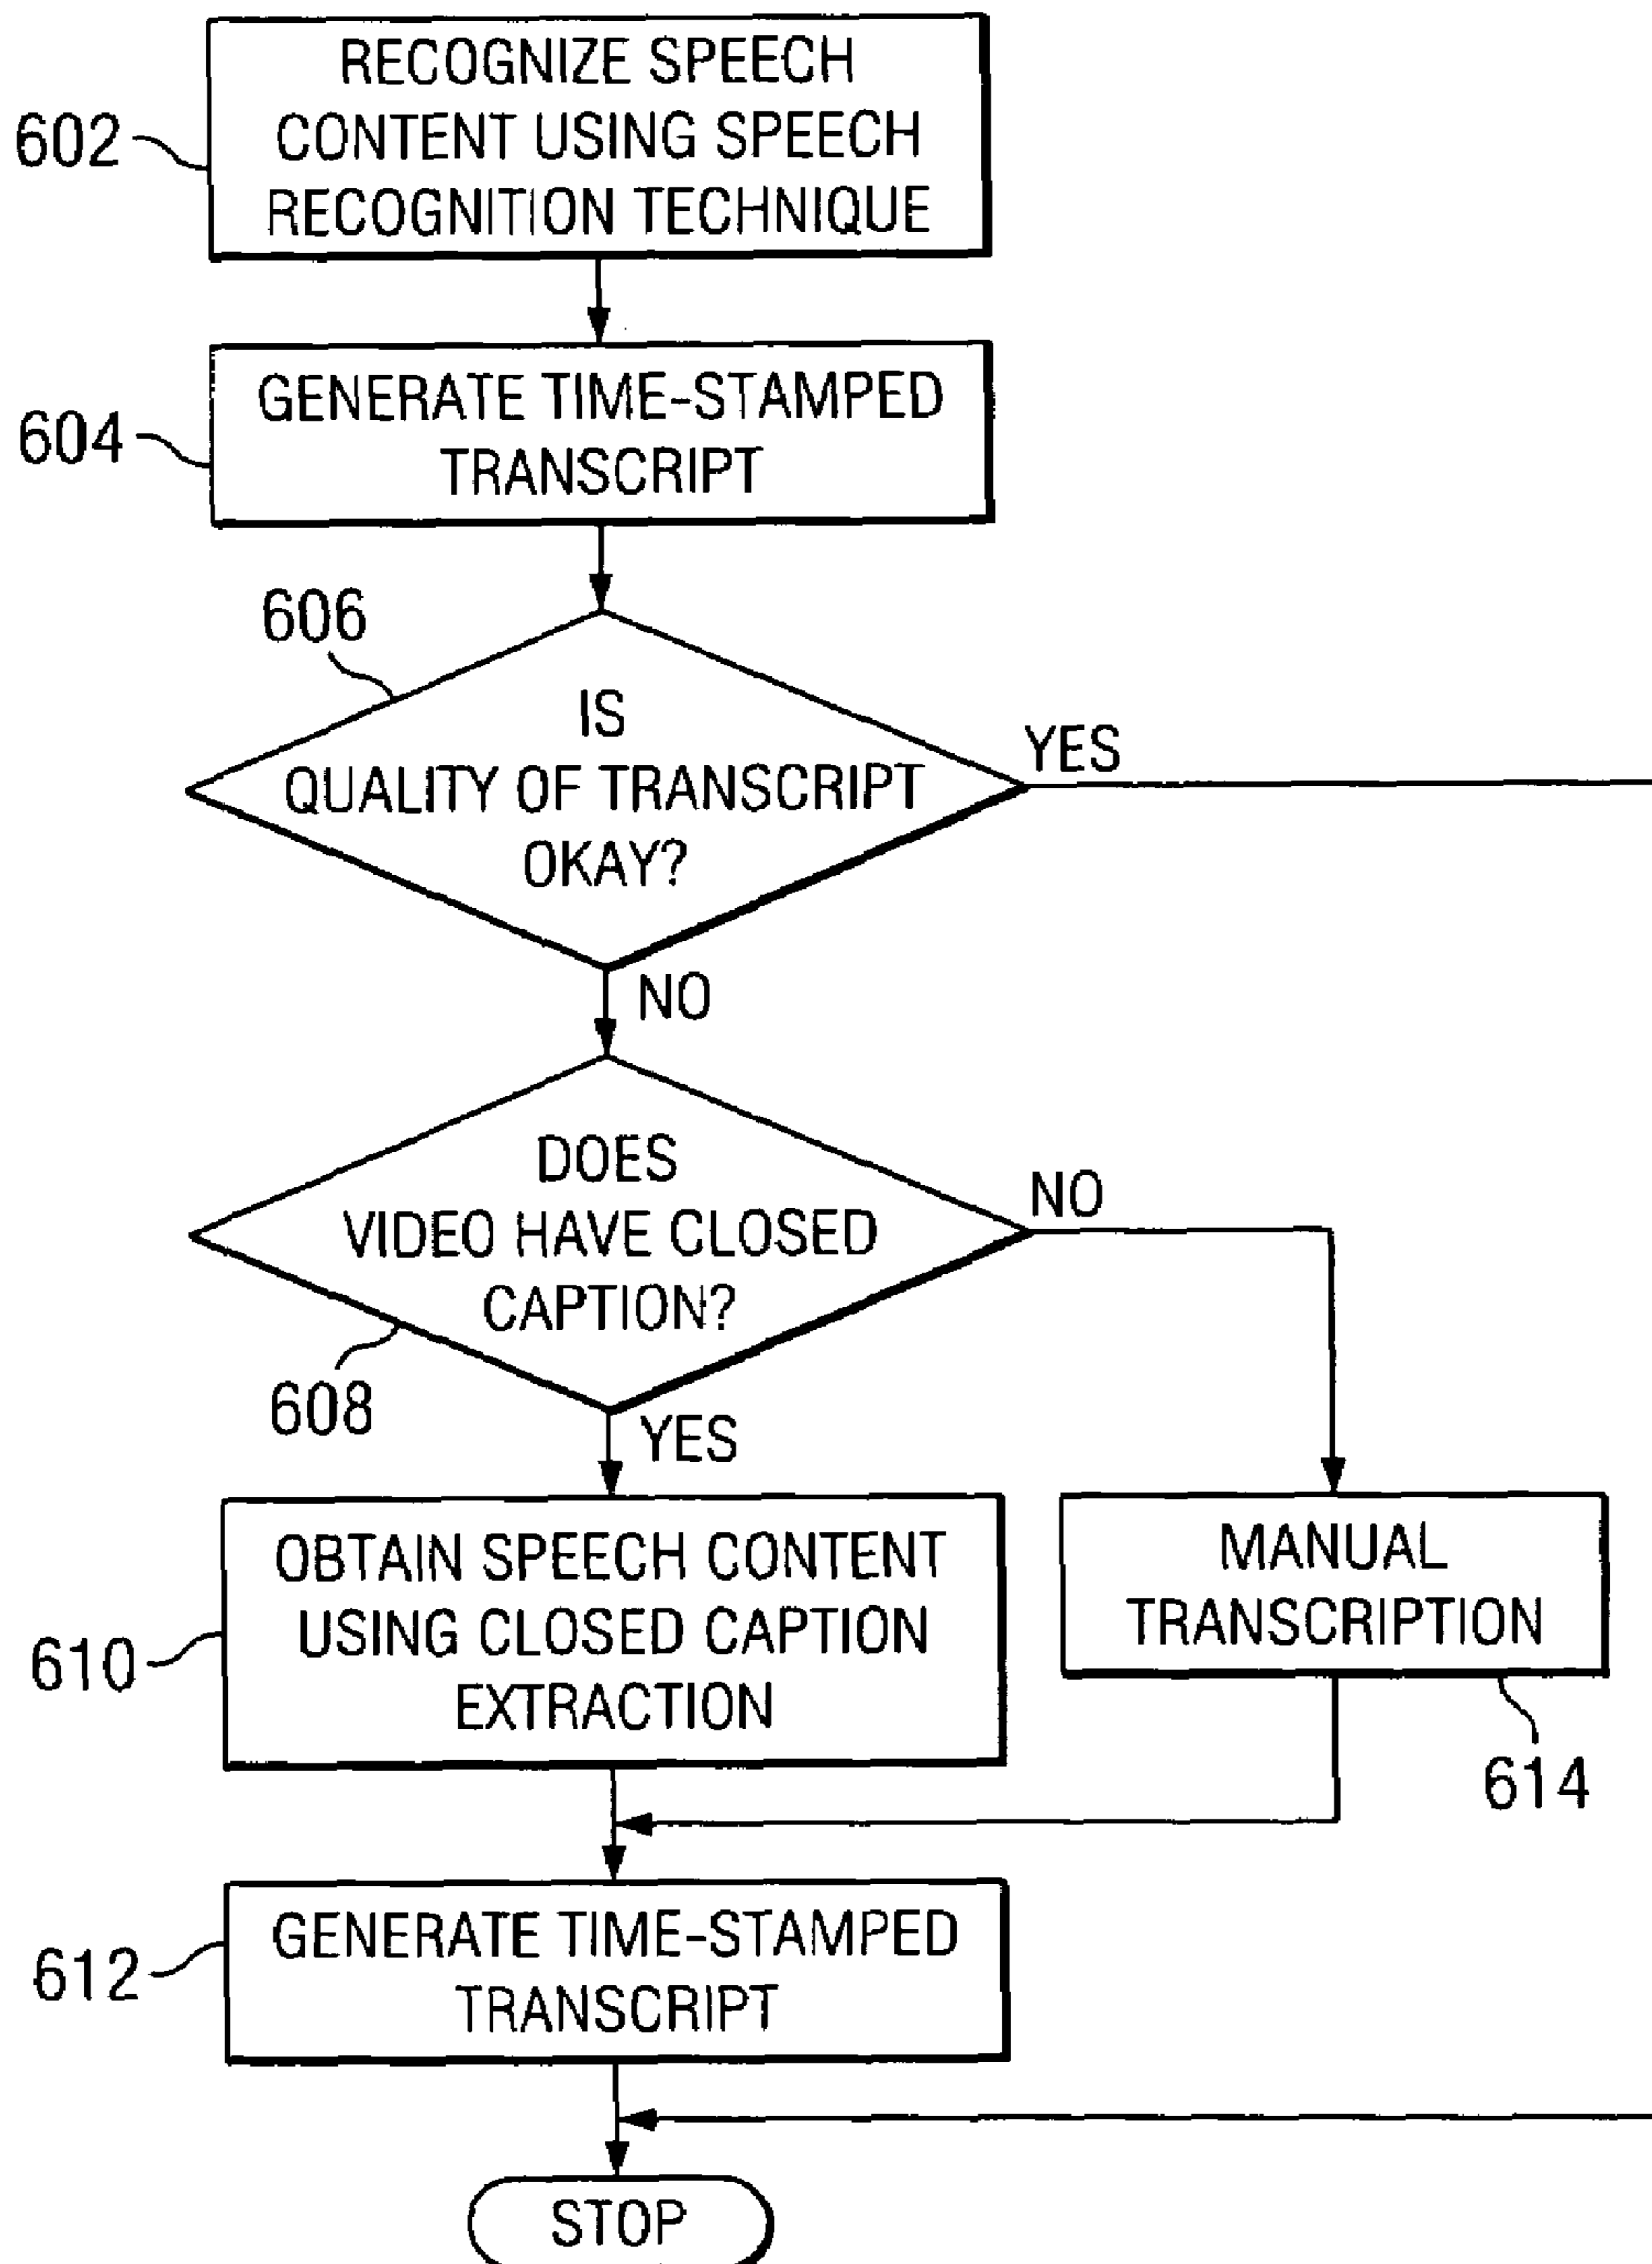 RECOGNIZE SPEECH
CONTENT USING SPEECH
RECOGNITION TECHNIQUE
602
GENERATE TIME-STAMPED
TRANSCRIPT
604
606
IS
QUALITY OF TRANSCRIPT
OKAY?
YES
NO
DOES
VIDEO HAVE CLOSED
CAPTION?
NO
608
YES
OBTAIN SPEECH CONTENT
USING CLOSED CAPTION
EXTRACTION
610
MANUAL
TRANSCRIPTION
614
GENERATE TIME-STAMPED
TRANSCRIPT
612
STOP